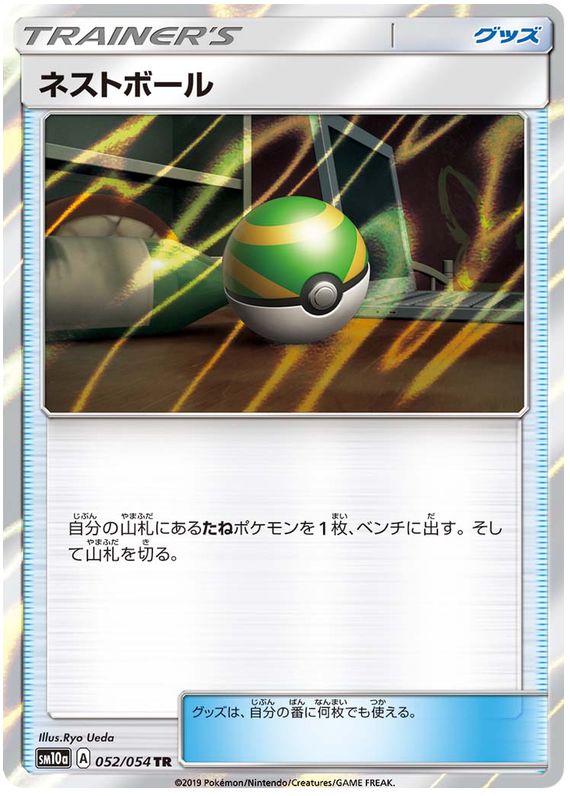 TRAINER'S
グッズ
ネストボール
自分の山札にあるたねポケモンを1枚、ベンチに出す。そし
て山札を切る。
グッズは、自分の番に何枚でも使える。
Illus.Ryo Ueda
sm10a A 052/054 TR
©2019 Pokémon/Nintendo/Creatures/GAME FREAK.